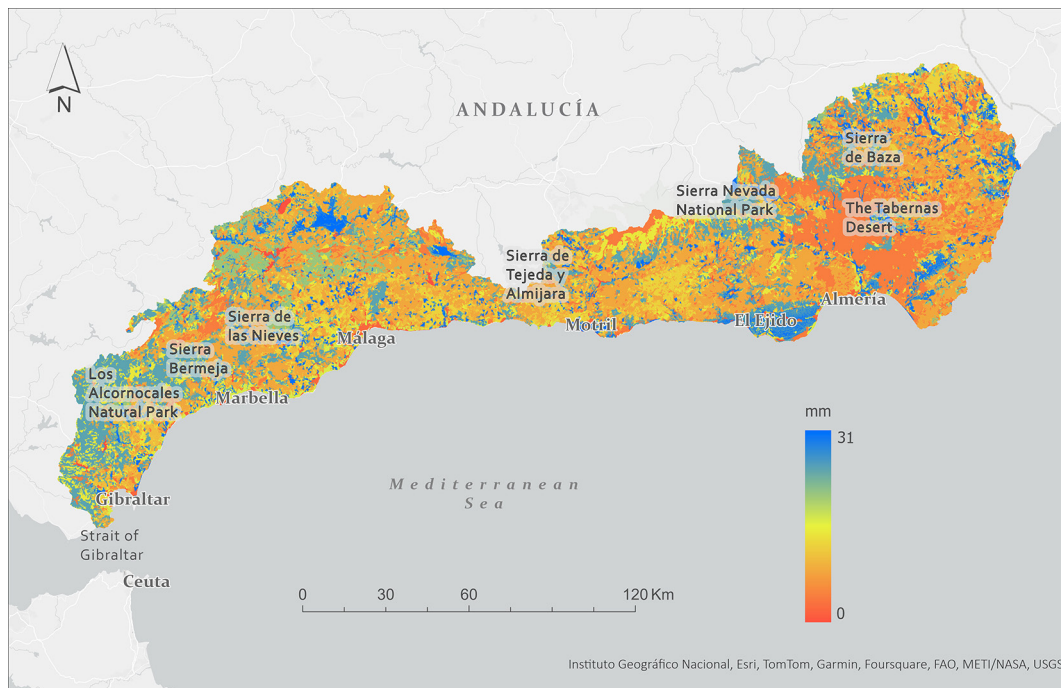 N
ANDALUCÍA
Sierra
de Baza
Sierra Nevada
National Park
The Tabernas
Desert
Sierra de
Tejeda y
Almijara
Almería
Sierra de
las Nieves
Motril
El Ejido
Málaga
Sierra
Bermeja
Los
Alcornocales
Natural Park
Marbella
mm
31
Mediterranean
Sea
Gibraltar
Strait of
Gibraltar
Ceuta
0
30
60
120 Km
0
Instituto Geográfico Nacional, Esri, TomTom, Garmin, Foursquare, FAO, METI/NASA, USGS